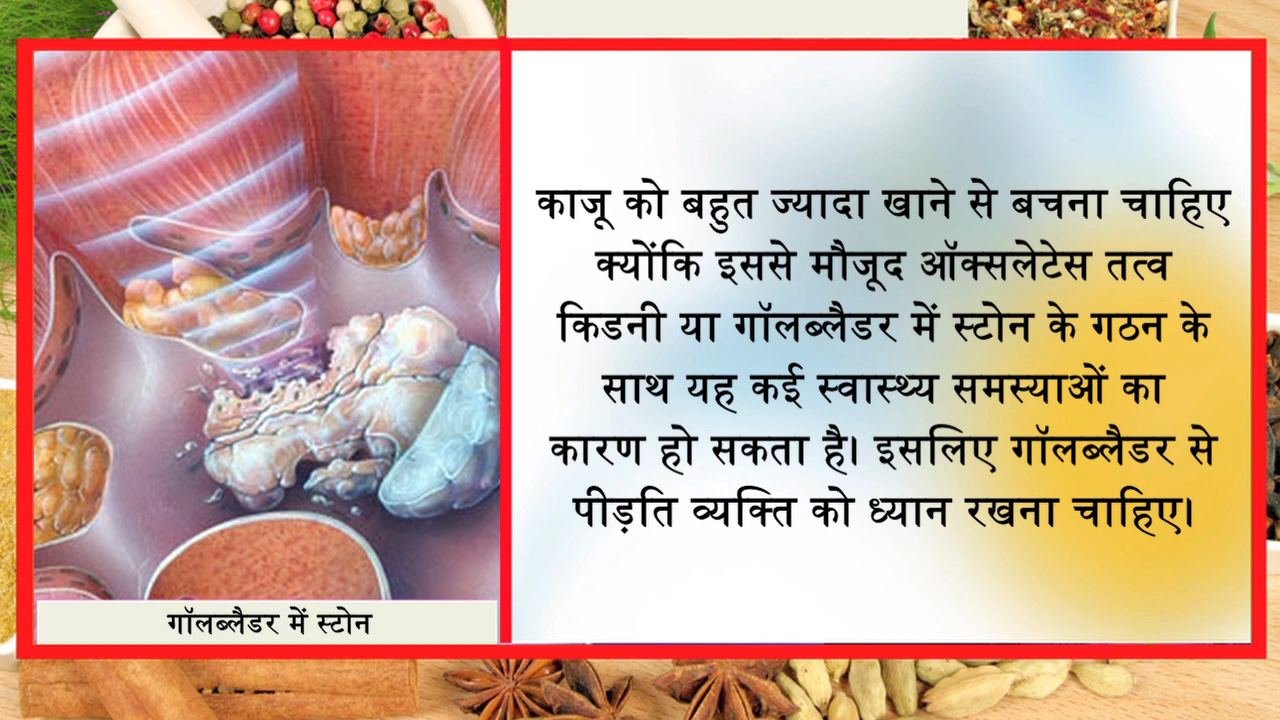 काजू को बहुत ज्यादा खाने से बचना चाहिए
क्योंकि इससे मौजूद ऑक्सलेटेस तत्व
किडनी या गॉलब्लैडर में स्टोन के गठन के
साथ यह कई स्वास्थ्य समस्याओं का
कारण हो सकता है। इसलिए गॉलब्लैडर से
पीड़ति व्यक्ति को ध्यान रखना चाहिए।
गॉलब्लैडर में स्टोन